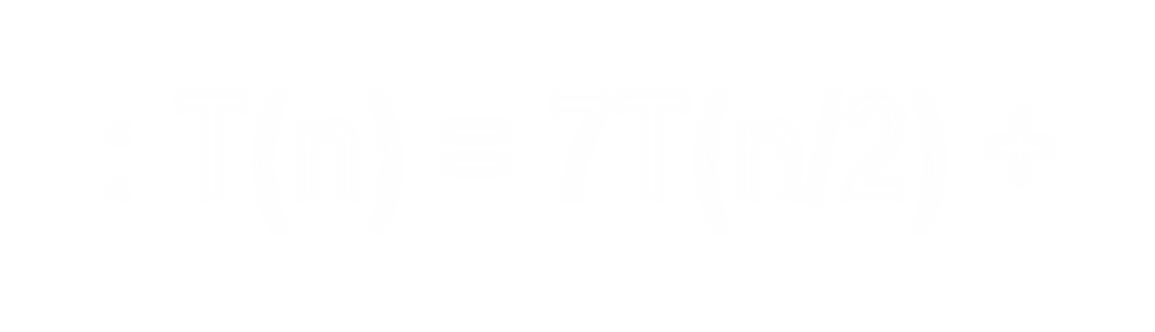 : T(n) = 7T(n/2) +